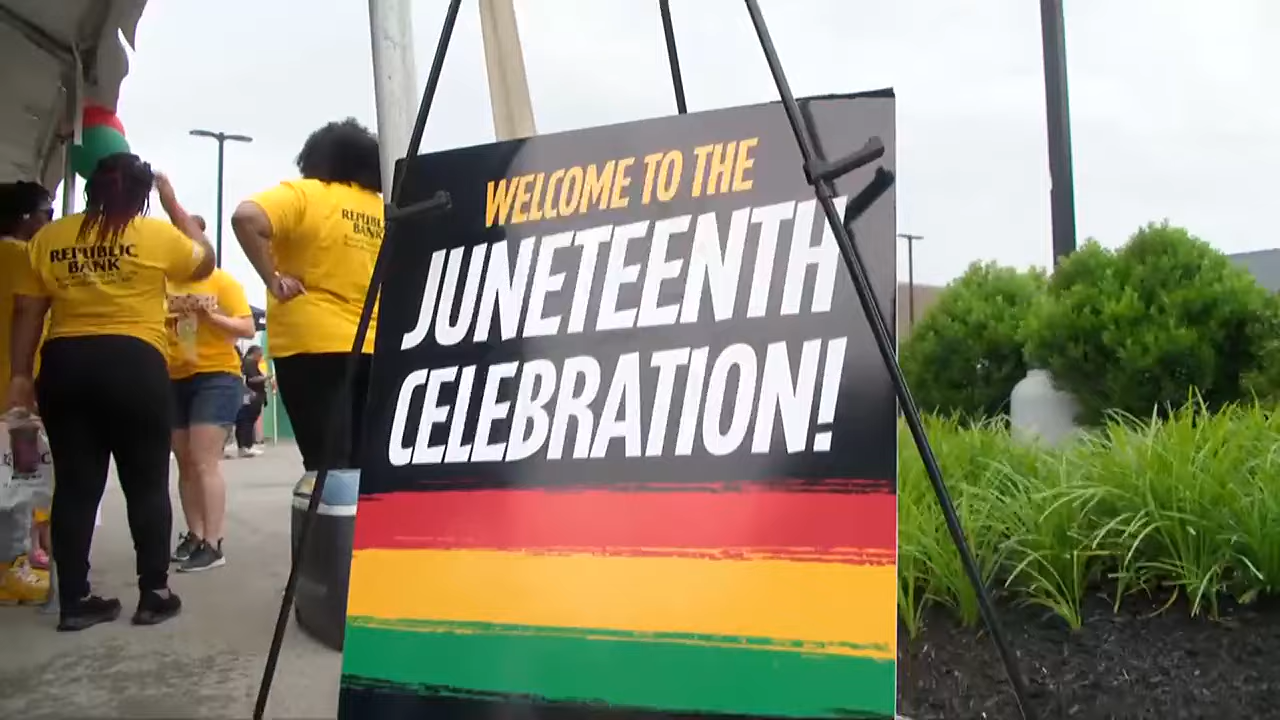 WELCOME TO THE
JUNETEENTH
CELEBRATION!
REPUBLIC
BANK
REPUBLIC
BANK